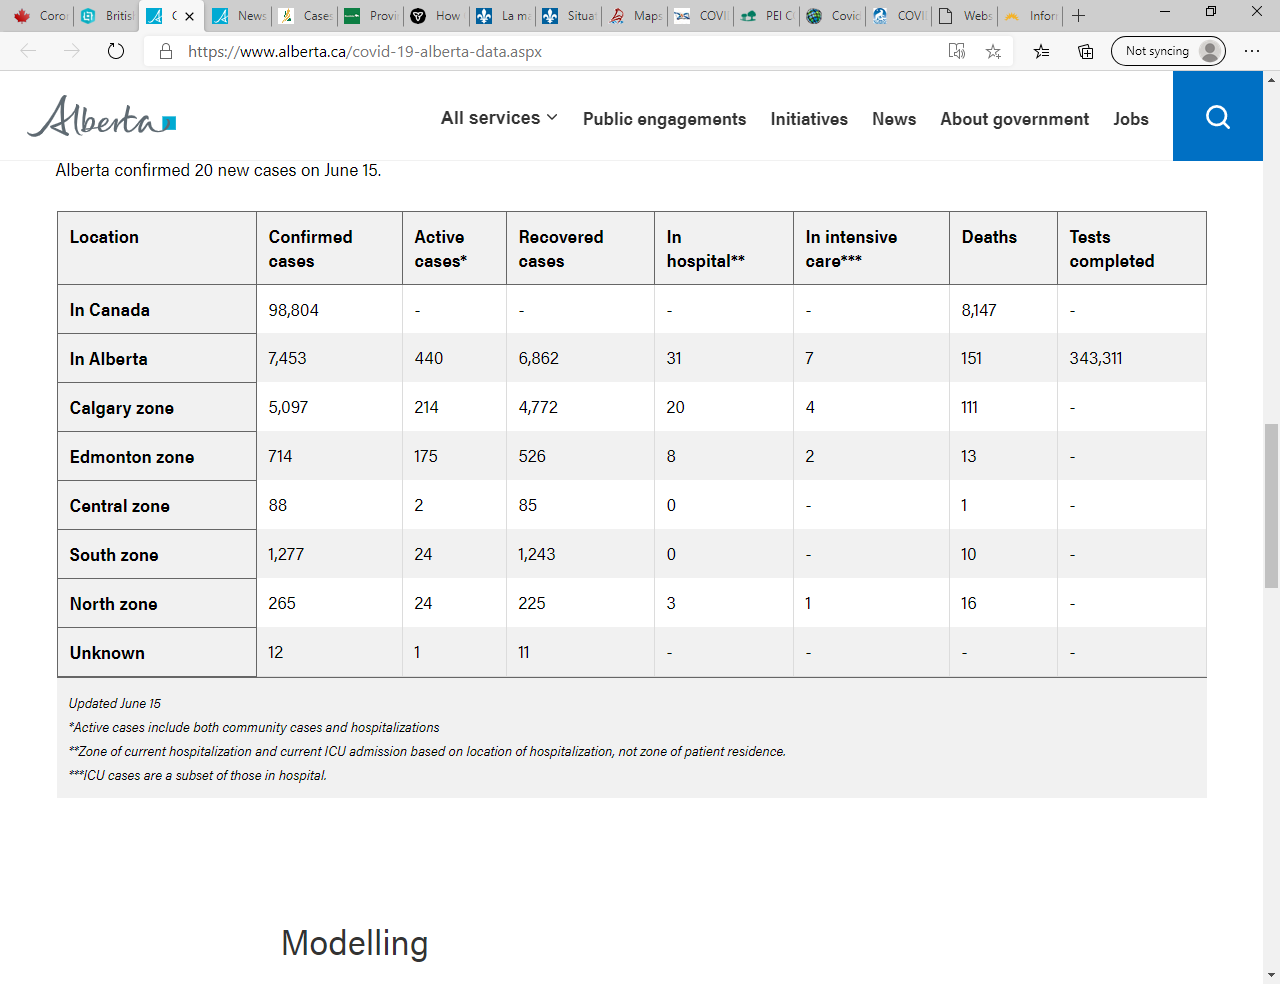 Coro
British
C
News
Cases
Provi
How
La ma
Situat
Maps
COVI
PEI C
Covid
COVI
Webs
Infor
https://www.alberta.ca/covid-19-alberta-data.aspx
Not syncing
Alberta
All services
Public engagements
Initiatives
News
About government
Jobs
Alberta confirmed 20 new cases on June 15.
Location Confirmed cases Active cases* Recovered cases In hospital** In intensive care*** Deaths Tests completed
In Canada 98,804 - - - - 8,147 -
In Alberta 7,453 440 6,862 31 7 151 343,311
Calgary zone 5,097 214 4,772 20 4 111 -
Edmonton zone 714 175 526 8 2 13 -
Central zone 88 2 85 0 - 1 -
South zone 1,277 24 1,243 0 - 10 -
North zone 265 24 225 3 1 16 -
Unknown 12 1 11 - - - -
Updated June 15
*Active cases include both community cases and hospitalizations
**Zone of current hospitalization and current ICU admission based on location of hospitalization, not zone of patient residence.
***ICU cases are a subset of those in hospital.
Modelling